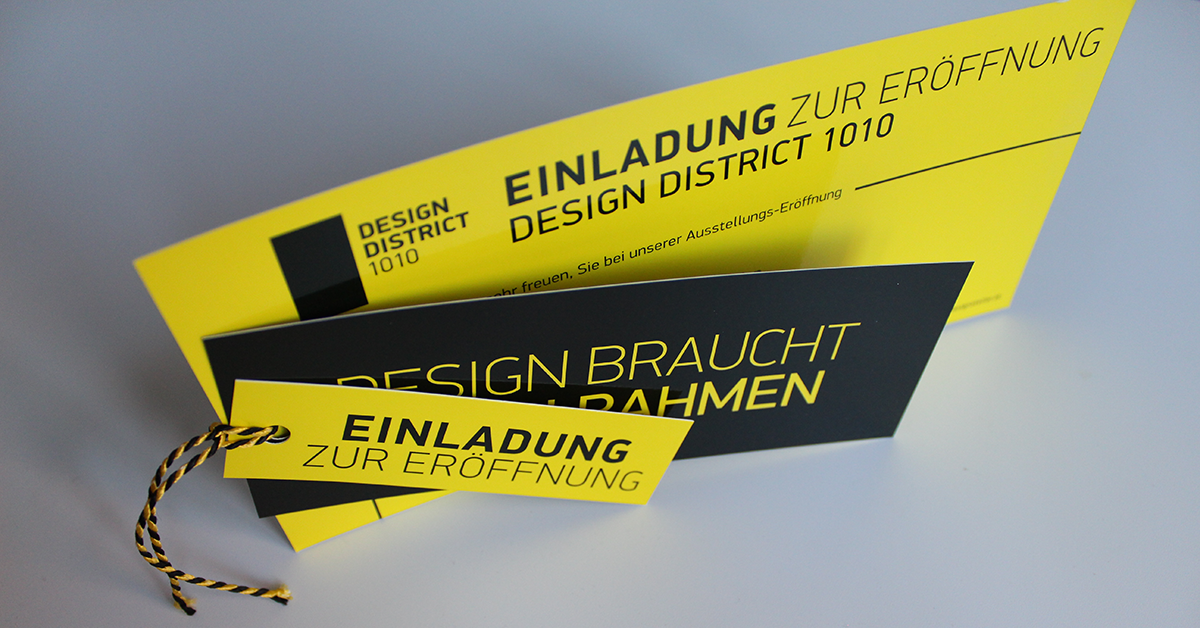 EINLADUNG ZUR ERÖFFNUNG
DESIGN DISTRICT 1010
DESIGN
DISTRICT
1010
freuen, Sie bei unserer Ausstellungs-Eröffnung
DESIGN BRAUCHT
RAHMEN
EINLADUNG
ZUR ERÖFFNUNG